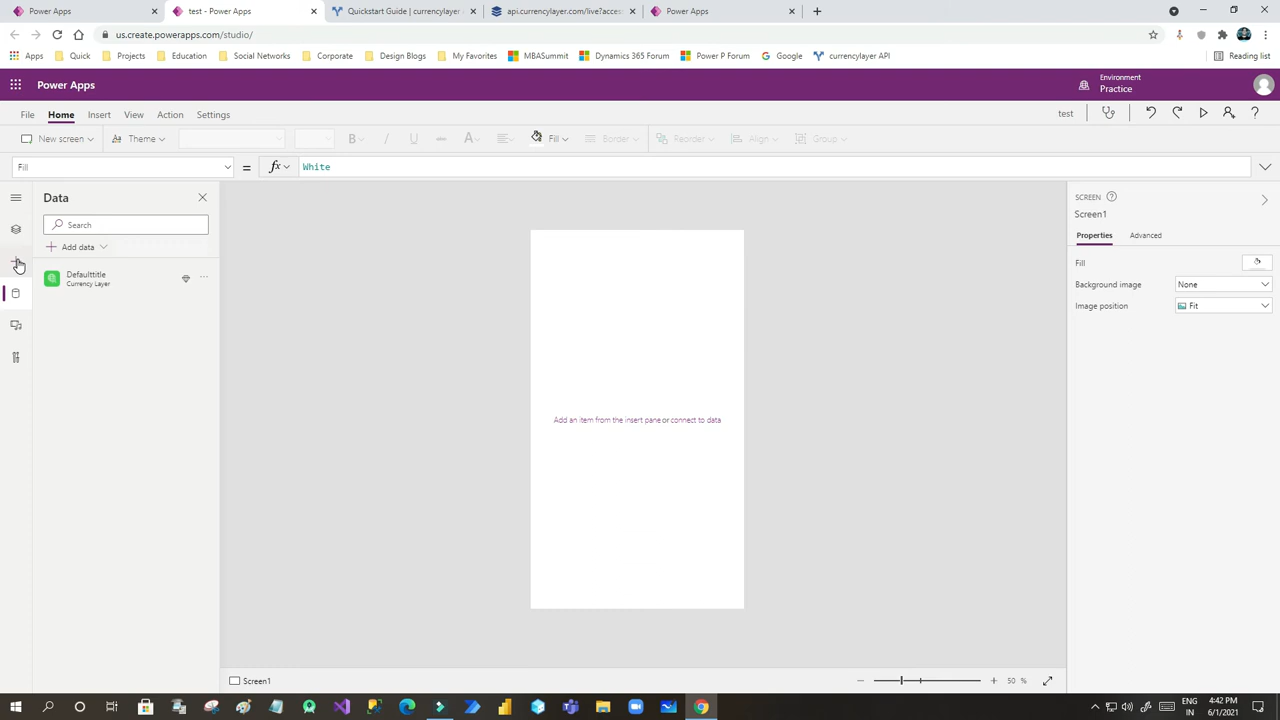 Power Apps
test - Power Apps
Quickstart Guide | currencylayer A
api.currencylayer.com/live?acces
Power Apps
us.create.powerapps.com/studio/
Apps
Quick
Projects
Education
Social Networks
Corporate
Design Blogs
My Favorites
MBASummit
Dynamics 365 Forum
Power P Forum
Google
currencylayer API
Reading list
Power Apps
Environment
Practice
File
Home
Insert
View
Action
Settings
test
New screen
Theme
B
I
U
abc
A
Fill
Border
Reorder
Align
Group
Fill
=
fx
White
Data
Search
Add data
Defaulttitle
Currency Layer
Add an item from the insert pane or connect to data
SCREEN
Screen1
Properties
Advanced
Fill
Background image
None
Image position
Fit
Screen1
50 %
ENG
IN
4:42 PM
6/1/2021